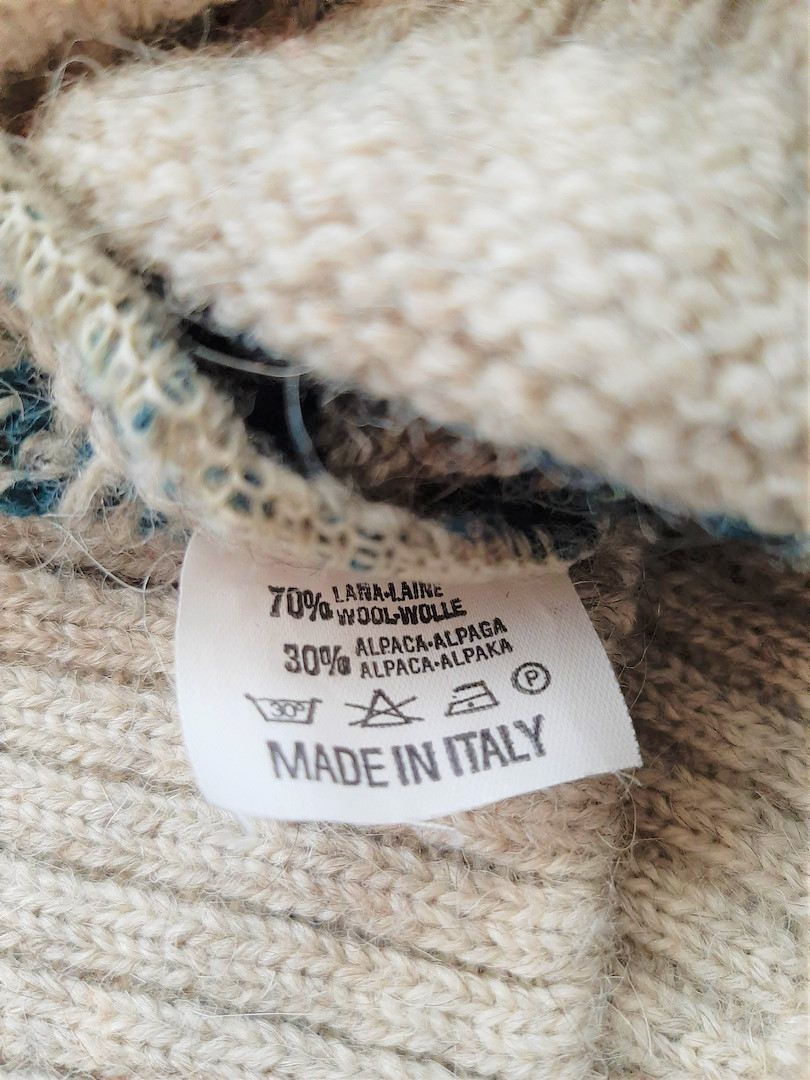 70% LANA-LAINE
WOOL-WOLLE
30% ALPACA-ALPAGA
ALPACA-ALPAKA
30° P
MADE IN ITALY